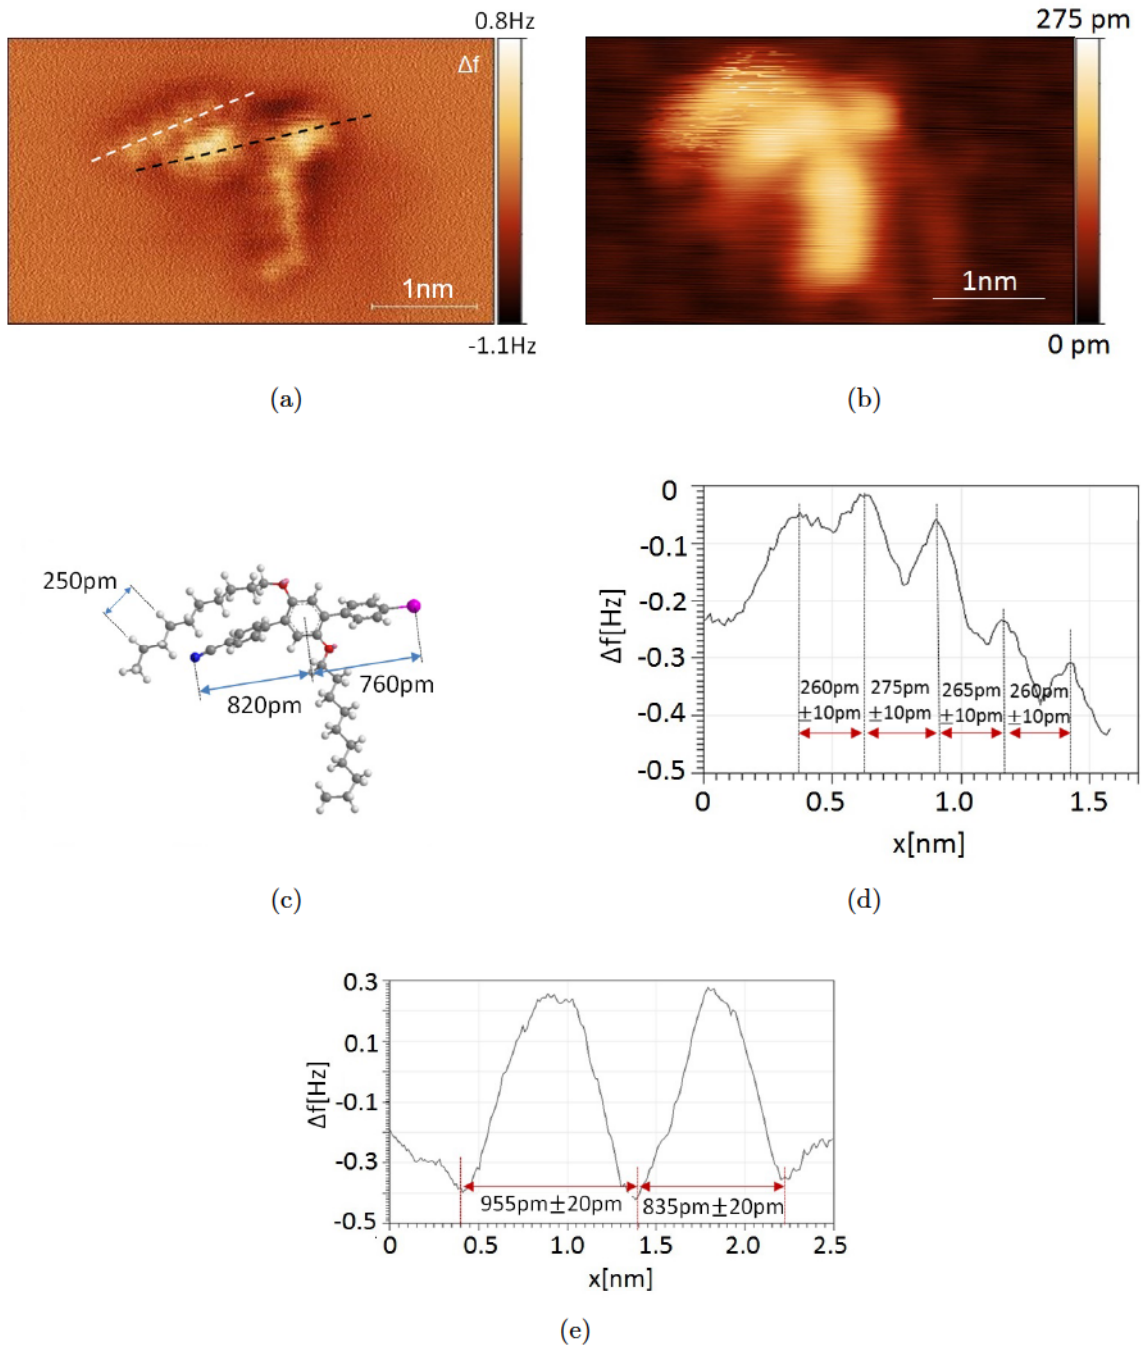 0.8Hz
Δf
1nm
-1.1Hz
(a)
275 pm
1nm
0 pm
(b)
250pm
820pm
760pm
(c)
0
-0.1
-0.2
-0.3
-0.4
-0.5
Δf[Hz]
260pm
±10pm
275pm
±10pm
265pm
±10pm
260pm
±10pm
0
0.5
1.0
1.5
x[nm]
(d)
0.3
0.1
-0.1
-0.3
-0.5
Δf[Hz]
955pm±20pm
835pm±20pm
0
0.5
1.0
1.5
2.0
2.5
x[nm]
(e)